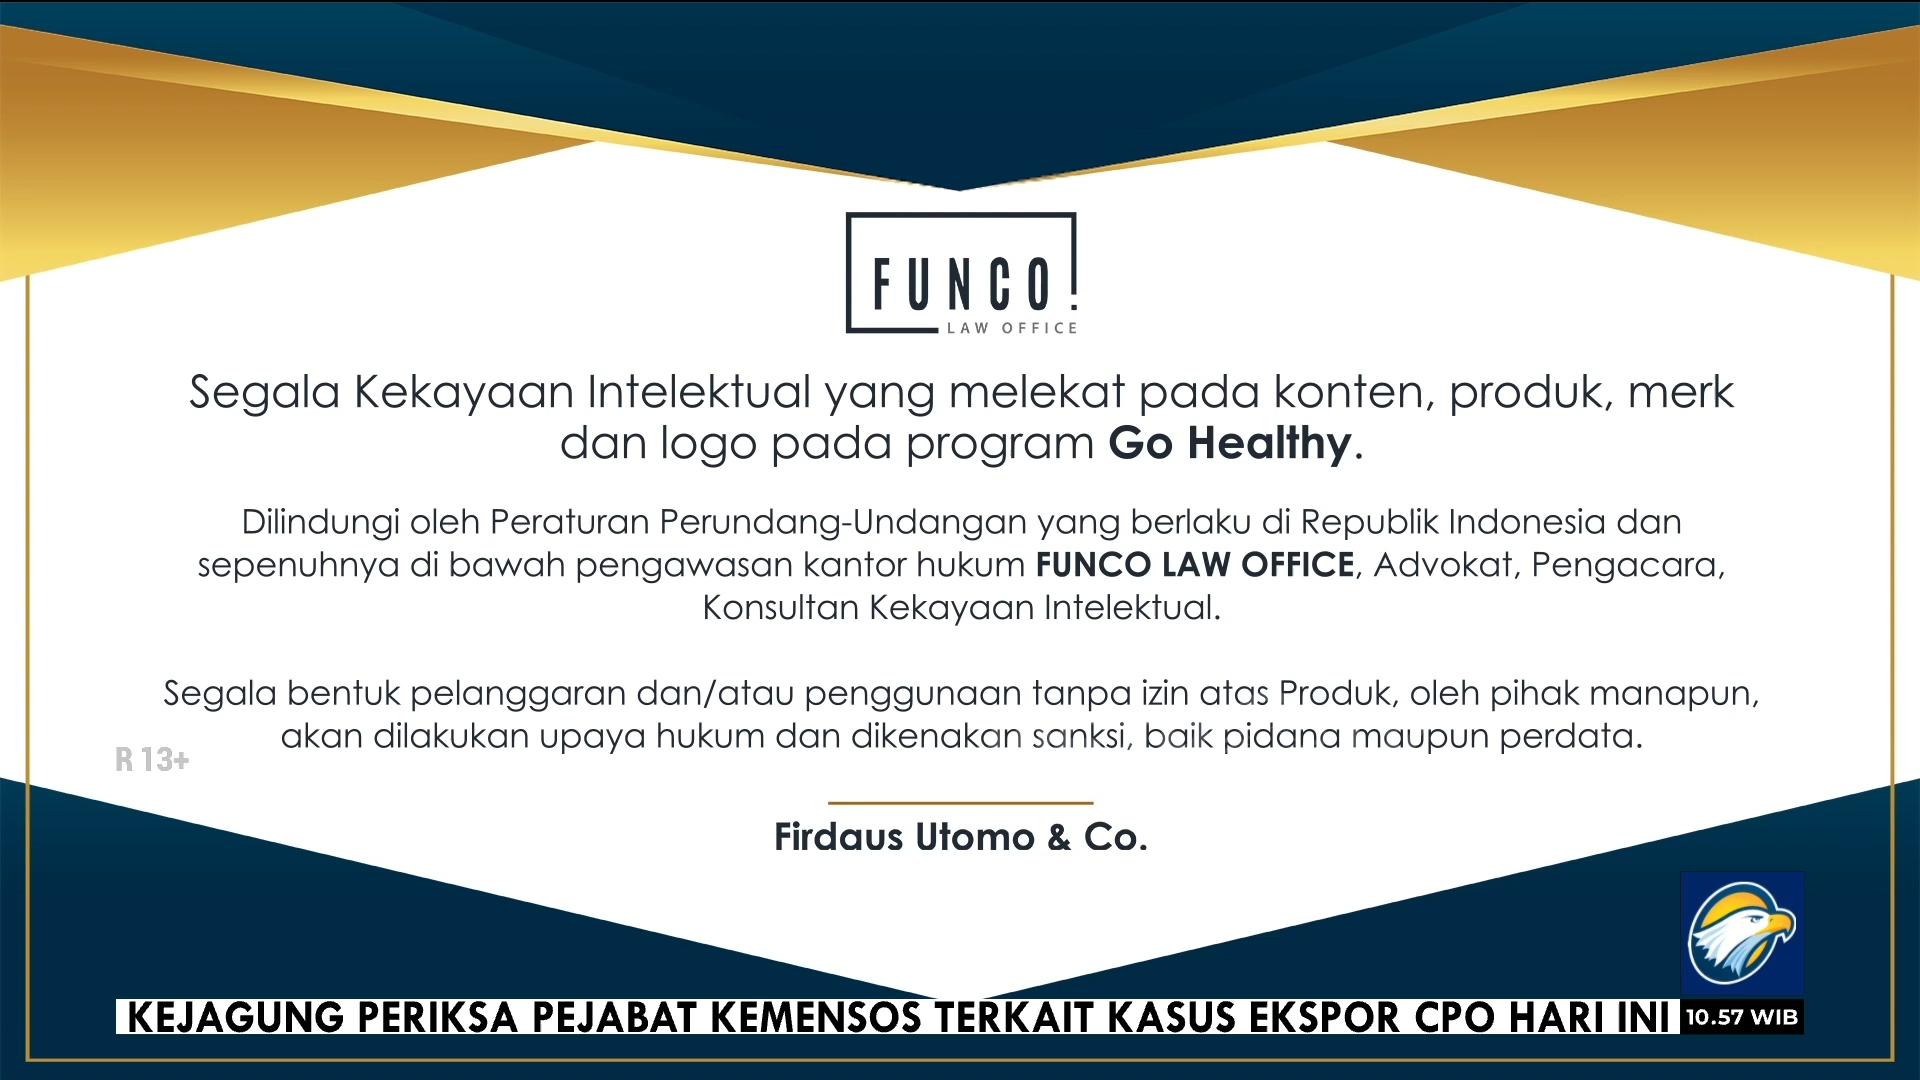 FUNCO
LAW OFFICE
Segala Kekayaan Intelektual yang melekat pada konten, produk, merk
dan logo pada program Go Healthy.
Dilindungi oleh Peraturan Perundang-Undangan yang berlaku di Republik Indonesia dan
sepenuhnya di bawah pengawasan kantor hukum FUNCO LAW OFFICE, Advokat, Pengacara,
Konsultan Kekayaan Intelektual.
Segala bentuk pelanggaran dan/atau penggunaan tanpa izin atas Produk, oleh pihak manapun,
akan dilakukan upaya hukum dan dikenakan sanksi, baik pidana maupun perdata.
R 13+
Firdaus Utomo & Co.
KEJAGUNG PERIKSA PEJABAT KEMENSOS TERKAIT KASUS EKSPOR CPO HARI INI
10.57 WIB